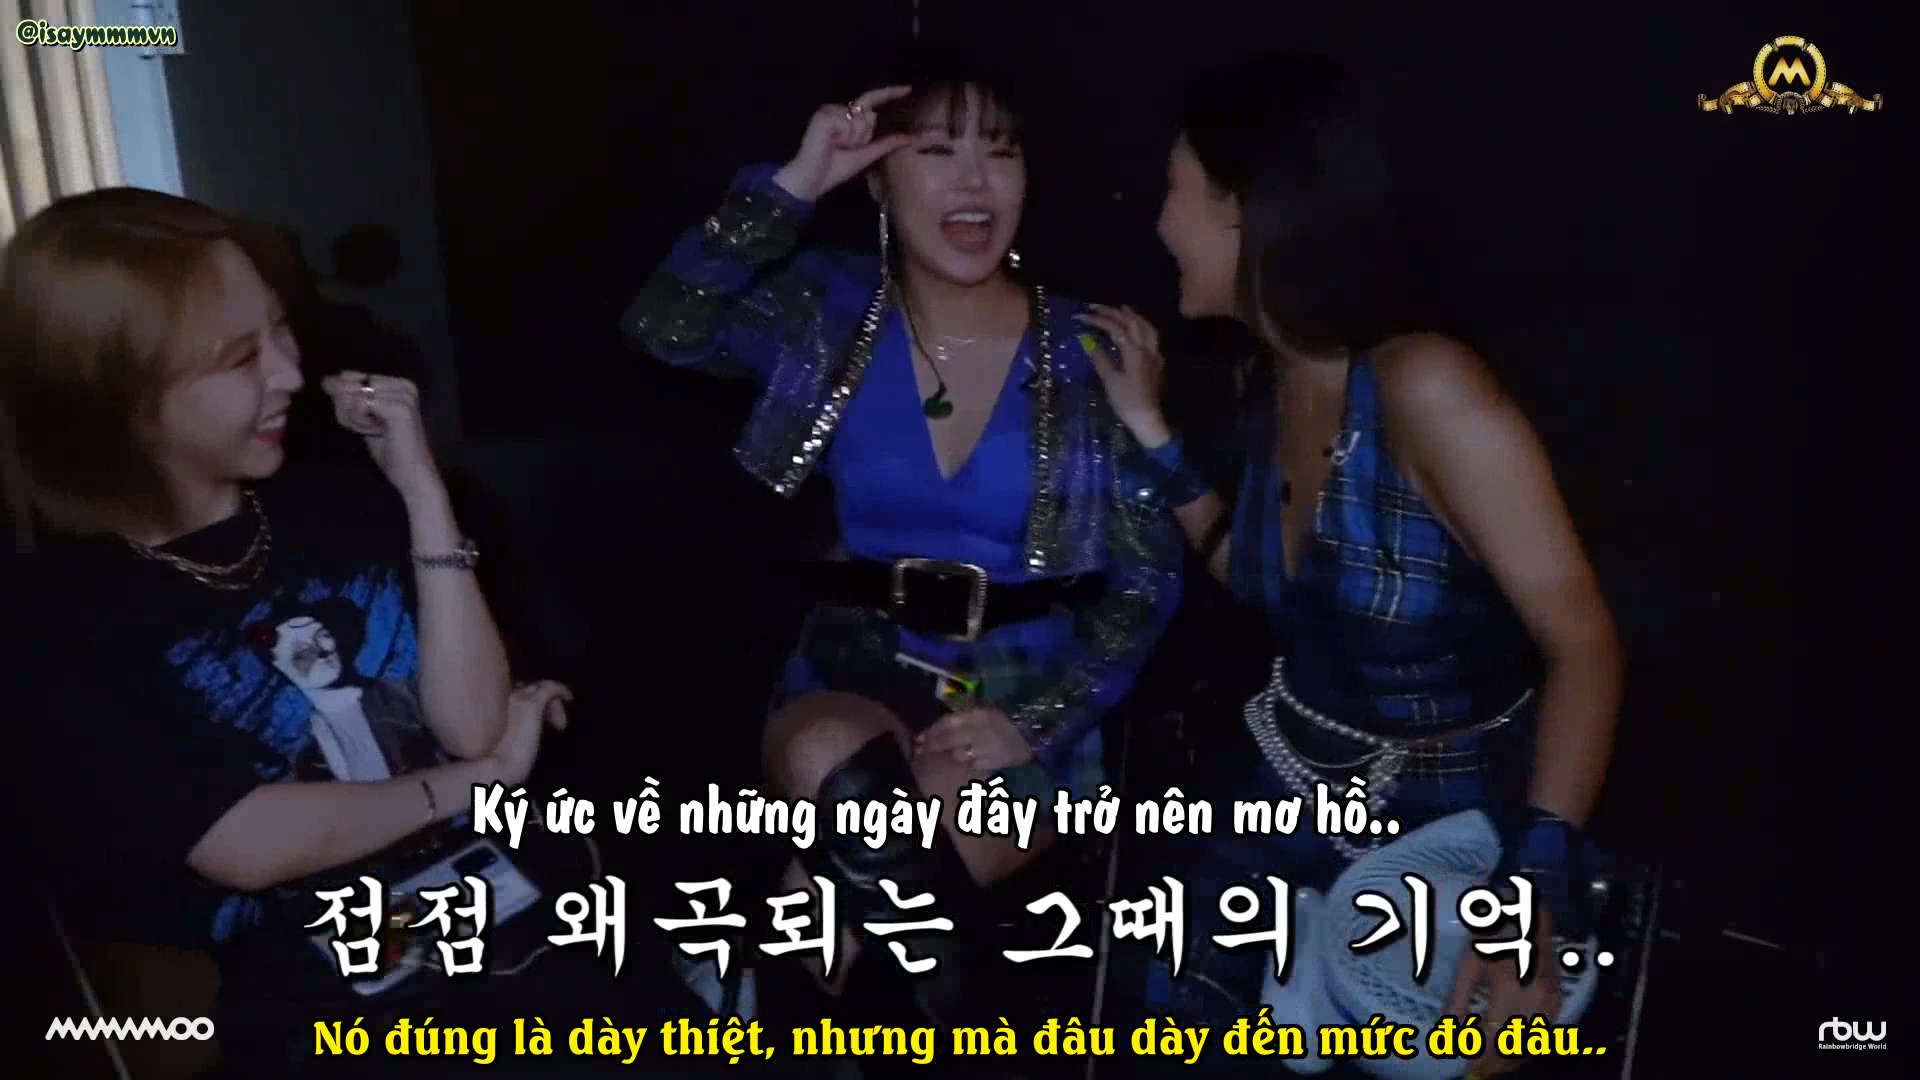 @isaymmmvn
M
Ký ức về những ngày đấy trở nên mơ hồ..
점점 왜곡되는 그때의 기억..
MAMAMOO
rbw
Rainbowbridge World
Nó đúng là dày thiệt, nhưng mà đâu dày đến mức đó đâu..